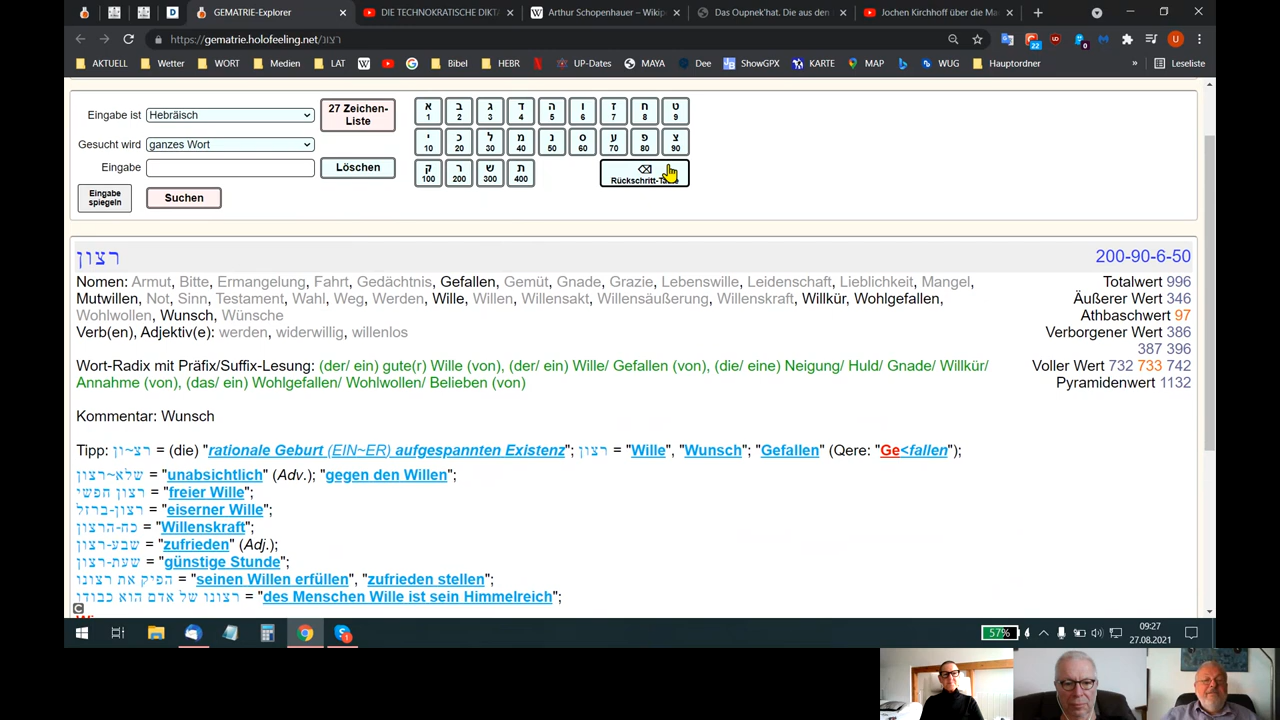 GEMATRIE-Explorer
DIE TECHNOKRATISCHE DIKT
Arthur Schopenhauer – Wikip
Das Oupnek'hat. Die aus den
Jochen Kirchhoff über die Ma
https://gematrie.holofeeling.net/רצונ
22
0
U
AKTUELL
Wetter
WORT
Medien
LAT
Bibel
HEBR
UP-Dates
MAYA
Dee
ShowGPX
KARTE
MAP
WUG
Hauptordner
»
Leseliste
Eingabe ist
Hebräisch
27 Zeichen-
Liste
Gesucht wird
ganzes Wort
Eingabe
Löschen
Eingabe
spiegeln
Suchen
א ב ג ד ה ו ז ח ט
1 2 3 4 5 6 7 8 9
י כ ל מ נ ס ע פ צ
10 20 30 40 50 60 70 80 90
ק ר ש ת
100 200 300 400
רצון
200-90-6-50
Nomen: Armut, Bitte, Ermangelung, Fahrt, Gedächtnis, Gefallen, Gemüt, Gnade, Grazie, Lebenswille, Leidenschaft, Lieblichkeit, Mangel,
Totalwert 996
Mutwillen, Not, Sinn, Testament, Wahl, Weg, Werden, Wille, Willen, Willensakt, Willensäußerung, Willenskraft, Willkür, Wohlgefallen,
Äußerer Wert 346
Wohlwollen, Wunsch, Wünsche
Athbaschwert 97
Verb(en), Adjektiv(e): werden, widerwillig, willenlos
Verborgener Wert 386
387 396
Wort-Radix mit Präfix/Suffix-Lesung: (der/ ein) gute(r) Wille (von), (der/ ein) Wille/ Gefallen (von), (die/ eine) Neigung/ Huld/ Gnade/ Willkür/
Voller Wert 732 733 742
Annahme (von), (das/ ein) Wohlgefallen/ Wohlwollen/ Belieben (von)
Pyramidenwert 1132
Kommentar: Wunsch
Tipp: רצ~ון = (die) "rationale Geburt (EIN~ER) aufgespannten Existenz"; רצון = "Wille", "Wunsch"; "Gefallen" (Qere: "Ge<fallen");
שלא~רצון = "unabsichtlich" (Adv.); "gegen den Willen";
רצון חפשי = "freier Wille";
רצון-ברזל = "eiserner Wille";
כח-הרצון = "Willenskraft";
שבע-רצון = "zufrieden" (Adj.);
שעת-רצון = "günstige Stunde";
הפיק את רצונו = "seinen Willen erfüllen", "zufrieden stellen";
רצונו של אדם הוא כבודו = "des Menschen Wille ist sein Himmelreich";
57%
09:27
27.08.2021